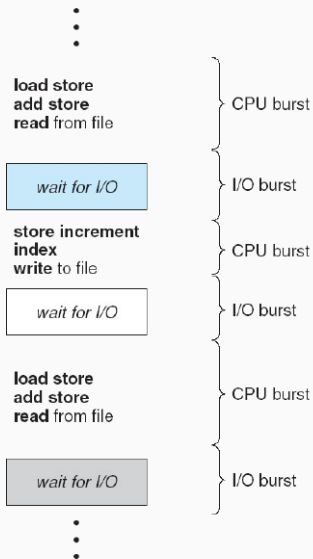 load store
add store
read from file
CPU burst
wait for I/O
I/O burst
store increment
index
write to file
CPU burst
wait for I/O
I/O burst
load store
add store
read from file
CPU burst
wait for I/O
I/O burst